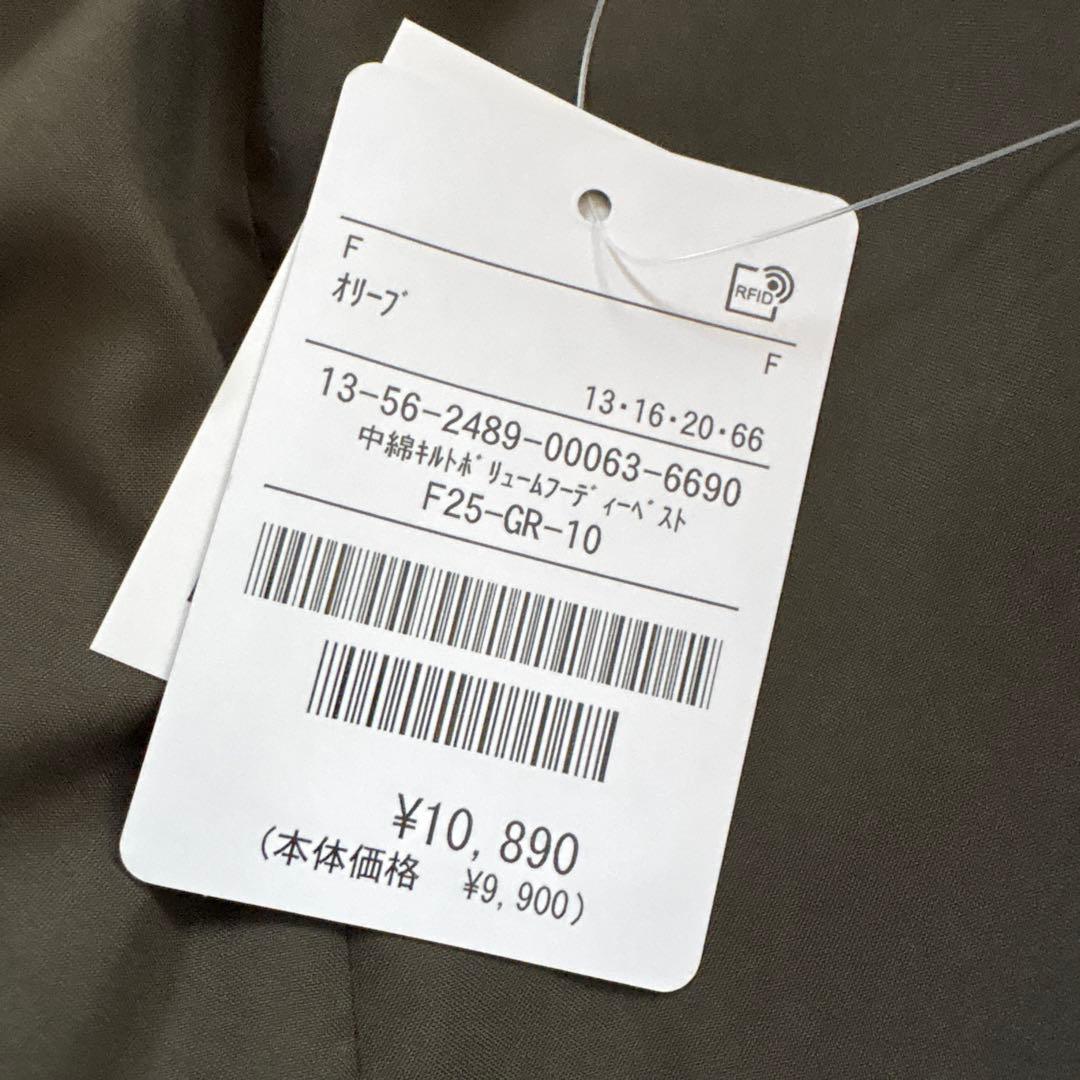 RFID
F
F
ｵﾘｰﾌﾞ
13・16・20・66
13-56-2489-00063-6690
中綿ｷﾙﾄﾎﾞﾘｭｰﾑﾌｰﾃﾞｨｰﾍﾞｽﾄ
F25-GR-10
¥10,890
(本体価格 ¥9,900)